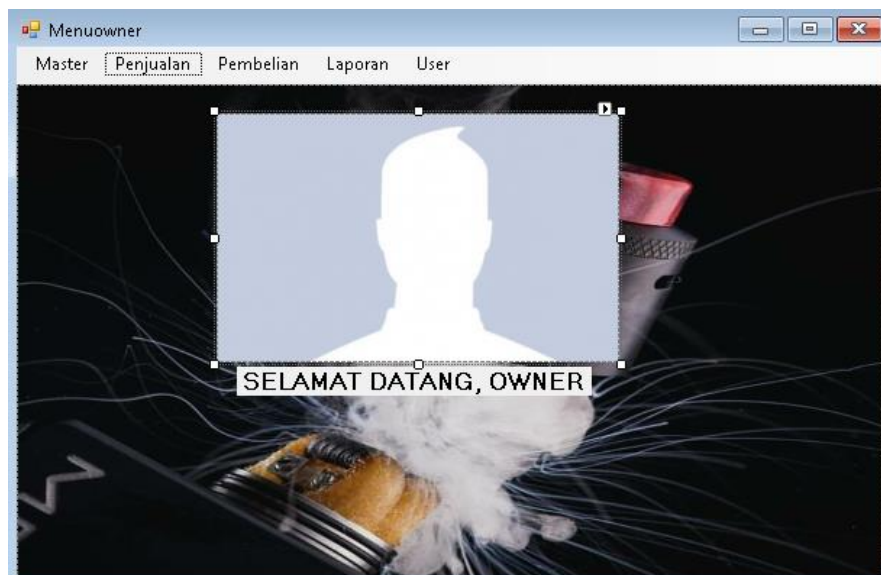 Menuowner
Master Penjualan Pembelian Laporan User
SELAMAT DATANG, OWNER